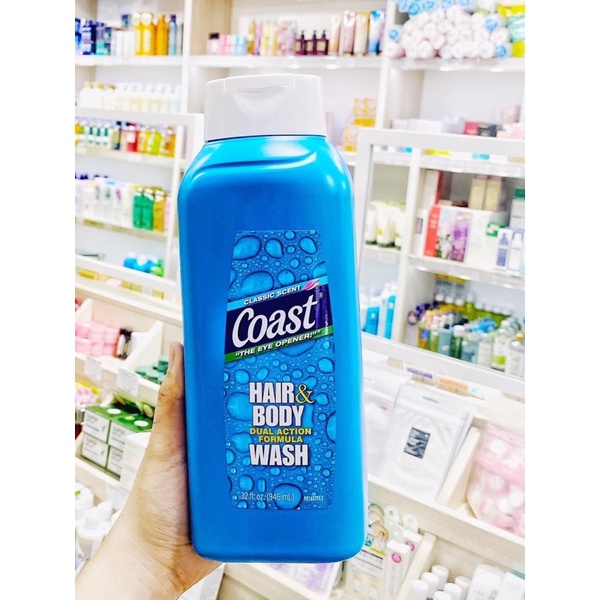 CLASSIC SCENT
Coast
"THE EYE OPENER!"
HAIR &
BODY
DUAL ACTION
FORMULA
WASH
32 fl. oz. (946 mL)